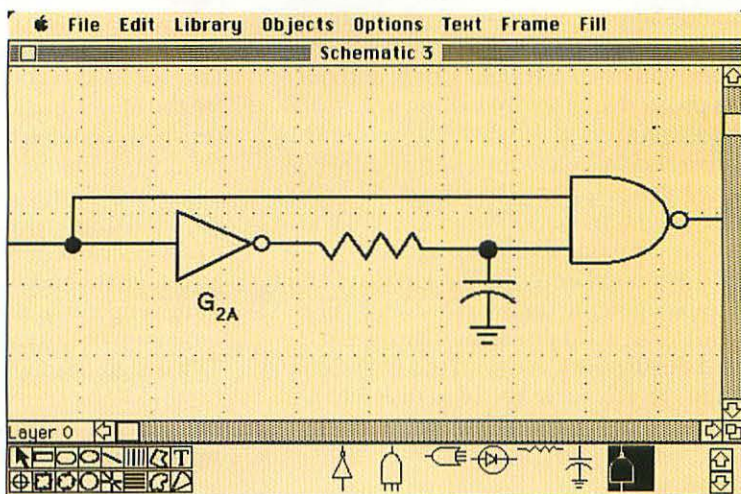 File Edit Library Objects Options Text Frame Fill
Schematic 3
G2A
Layer 0
T